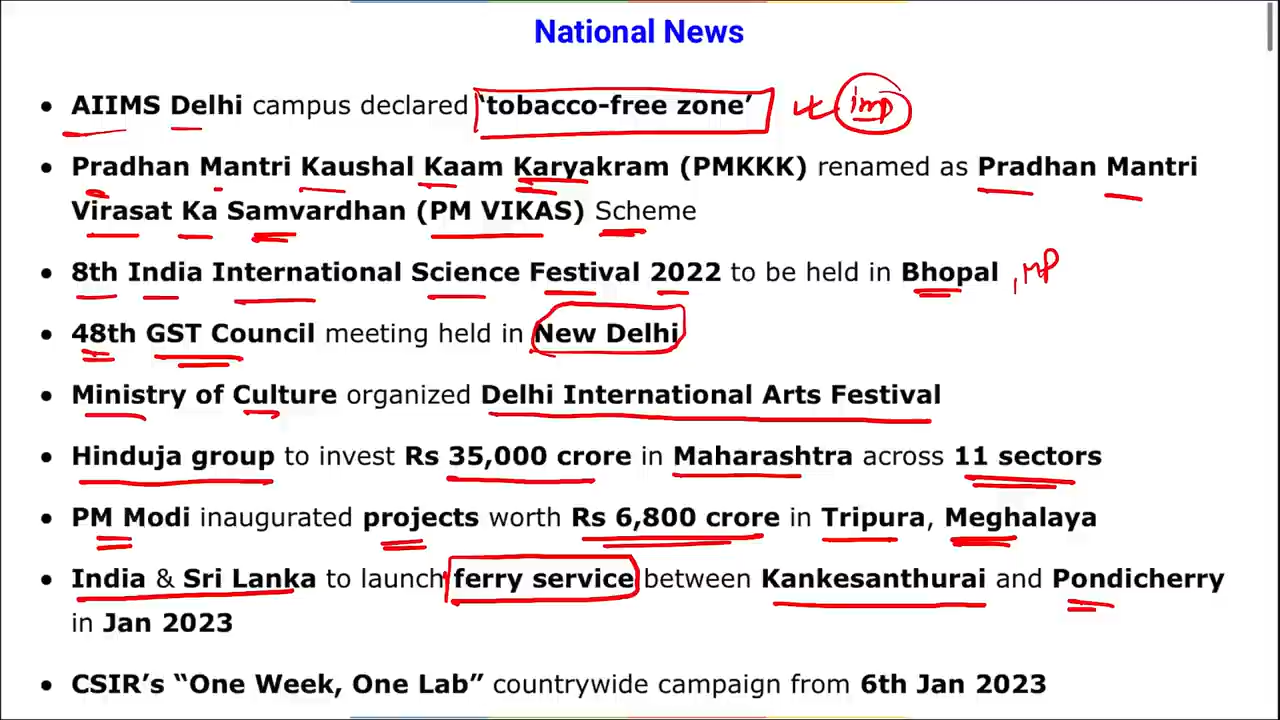 National News
• AIIMS Delhi campus declared ‘tobacco-free zone’ imp
• Pradhan Mantri Kaushal Kaam Karyakram (PMKKK) renamed as Pradhan Mantri
Virasat Ka Samvardhan (PM VIKAS) Scheme
• 8th India International Science Festival 2022 to be held in Bhopal , MP
• 48th GST Council meeting held in New Delhi
• Ministry of Culture organized Delhi International Arts Festival
• Hinduja group to invest Rs 35,000 crore in Maharashtra across 11 sectors
• PM Modi inaugurated projects worth Rs 6,800 crore in Tripura, Meghalaya
• India & Sri Lanka to launch ferry service between Kankesanthurai and Pondicherry
in Jan 2023
• CSIR’s “One Week, One Lab” countrywide campaign from 6th Jan 2023